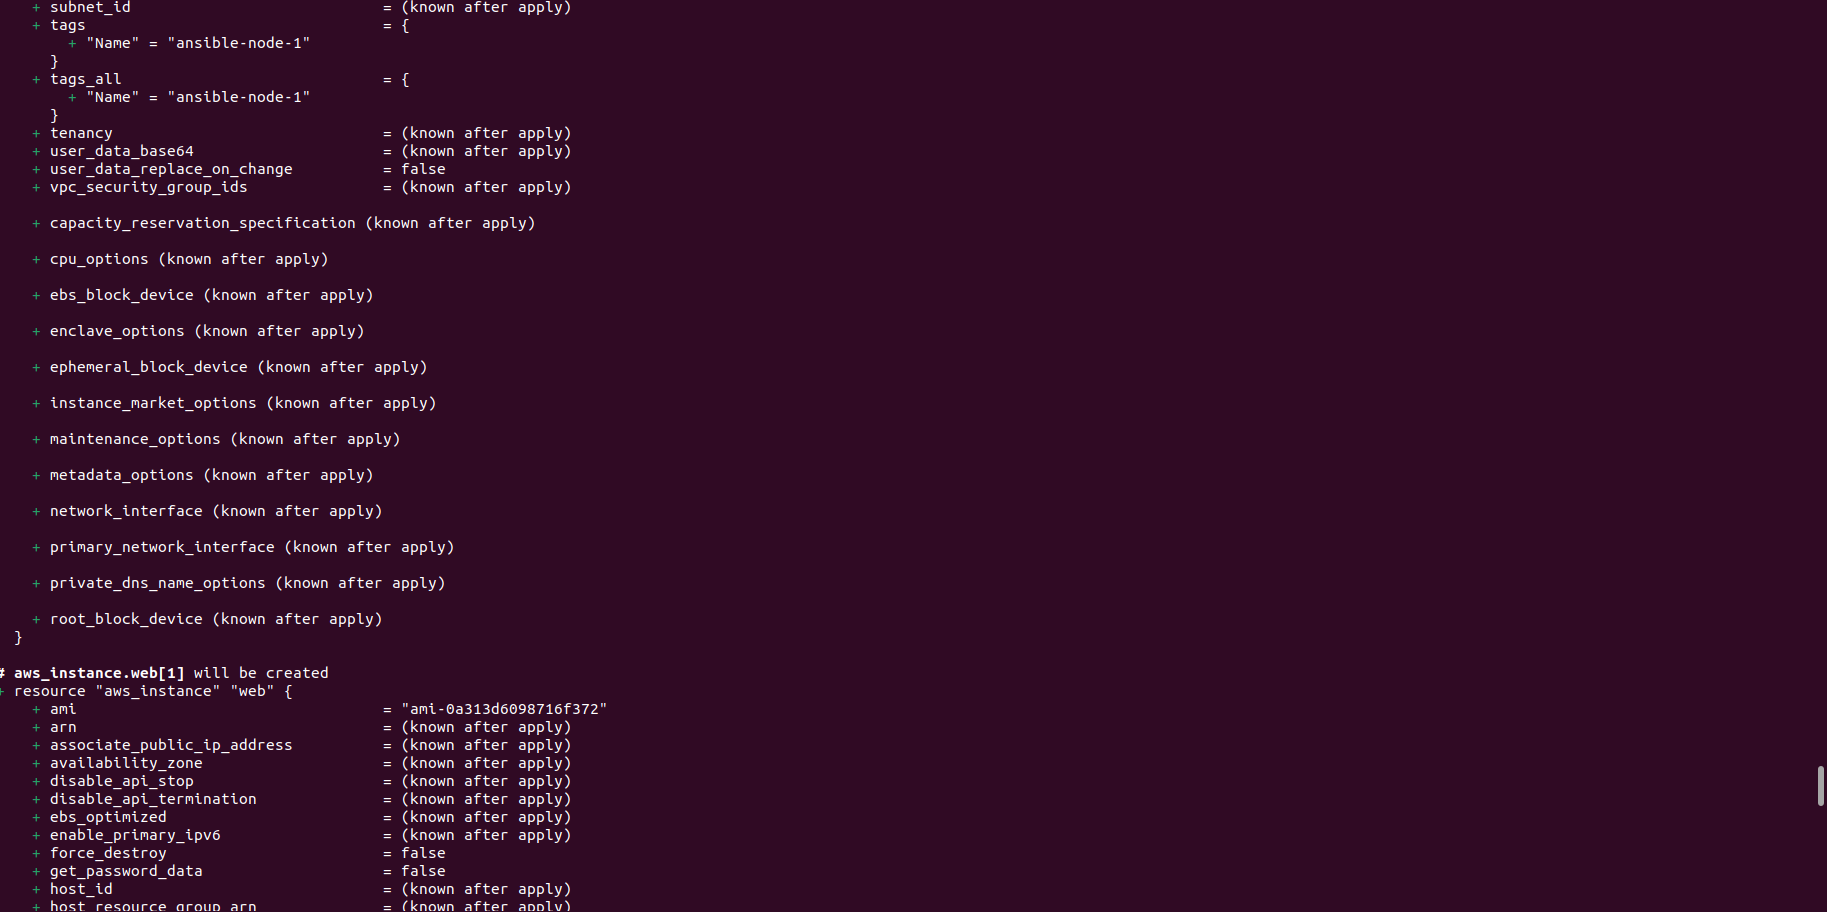 + subnet_id = (known after apply)
+ tags = {
+ "Name" = "ansible-node-1"
}
+ tags_all = {
+ "Name" = "ansible-node-1"
}
+ tenancy = (known after apply)
+ user_data_base64 = (known after apply)
+ user_data_replace_on_change = false
+ vpc_security_group_ids = (known after apply)
+ capacity_reservation_specification (known after apply)
+ cpu_options (known after apply)
+ ebs_block_device (known after apply)
+ enclave_options (known after apply)
+ ephemeral_block_device (known after apply)
+ instance_market_options (known after apply)
+ maintenance_options (known after apply)
+ metadata_options (known after apply)
+ network_interface (known after apply)
+ primary_network_interface (known after apply)
+ private_dns_name_options (known after apply)
+ root_block_device (known after apply)
}
# aws_instance.web[1] will be created
+ resource "aws_instance" "web" {
+ ami = "ami-0a313d6098716f372"
+ arn = (known after apply)
+ associate_public_ip_address = (known after apply)
+ availability_zone = (known after apply)
+ disable_api_stop = (known after apply)
+ disable_api_termination = (known after apply)
+ ebs_optimized = (known after apply)
+ enable_primary_ipv6 = (known after apply)
+ force_destroy = false
+ get_password_data = false
+ host_id = (known after apply)
+ host_resource_group_arn = (known after apply)